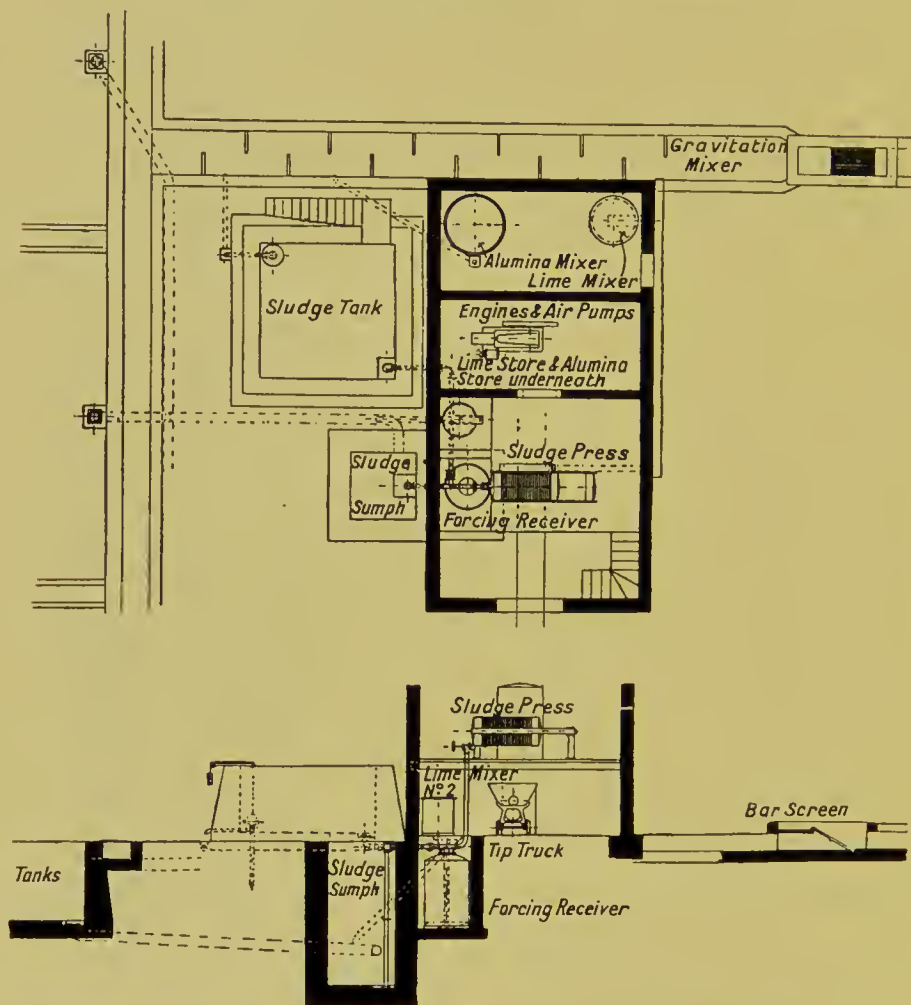 Gravitation
Mixer
Alumina Mixer
Lime Mixer
Sludge Tank
Engines & Air Pumps
Lime Store & Alumina
Store underneath
Sludge Press
Sludge
Sumph
Forcing Receiver
Sludge Press
Lime Mixer
Nº 2
Bar Screen
Tip Truck
Tanks
Sludge
Sumph
Forcing Receiver